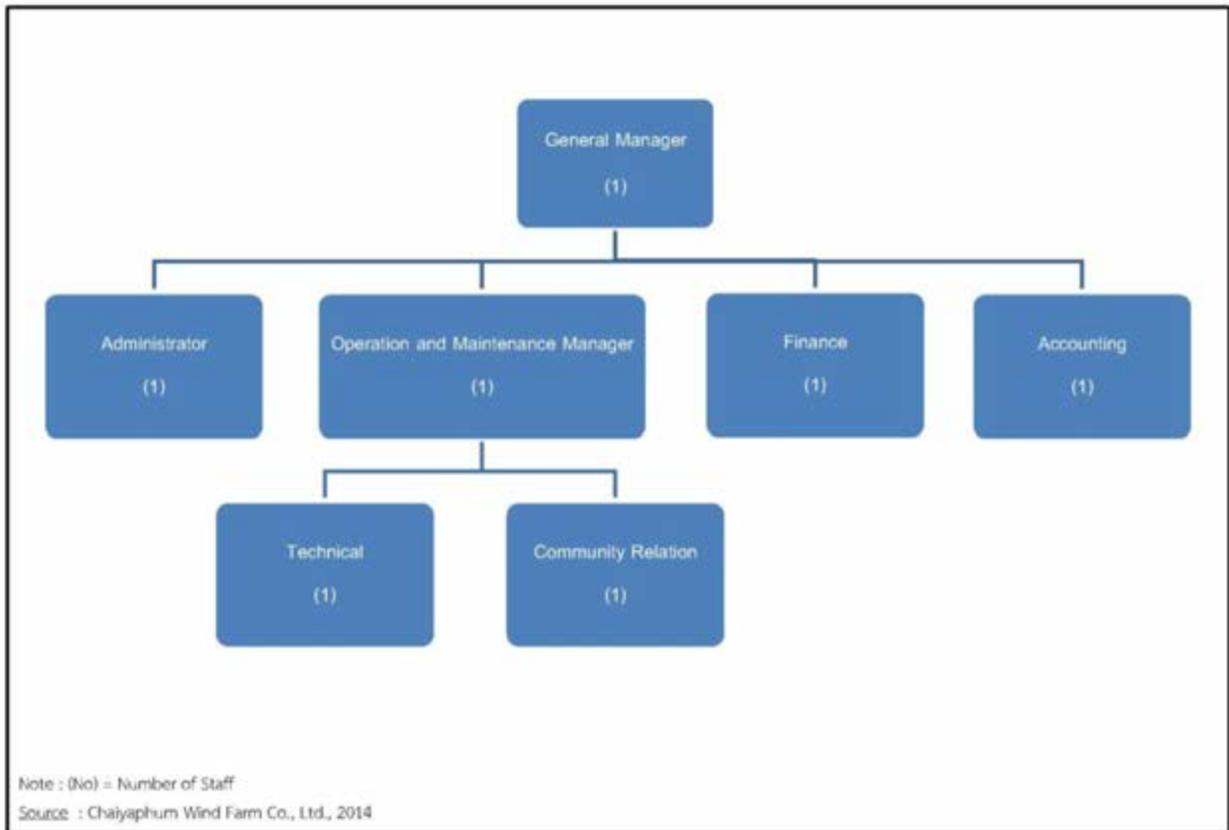 General Manager
(1)
Administrator
(1)
Operation and Maintenance Manager
(1)
Finance
(1)
Accounting
(1)
Technical
(1)
Community Relation
(1)
Note : (No) = Number of Staff
Source : Chaiyaphum Wind Farm Co., Ltd., 2014